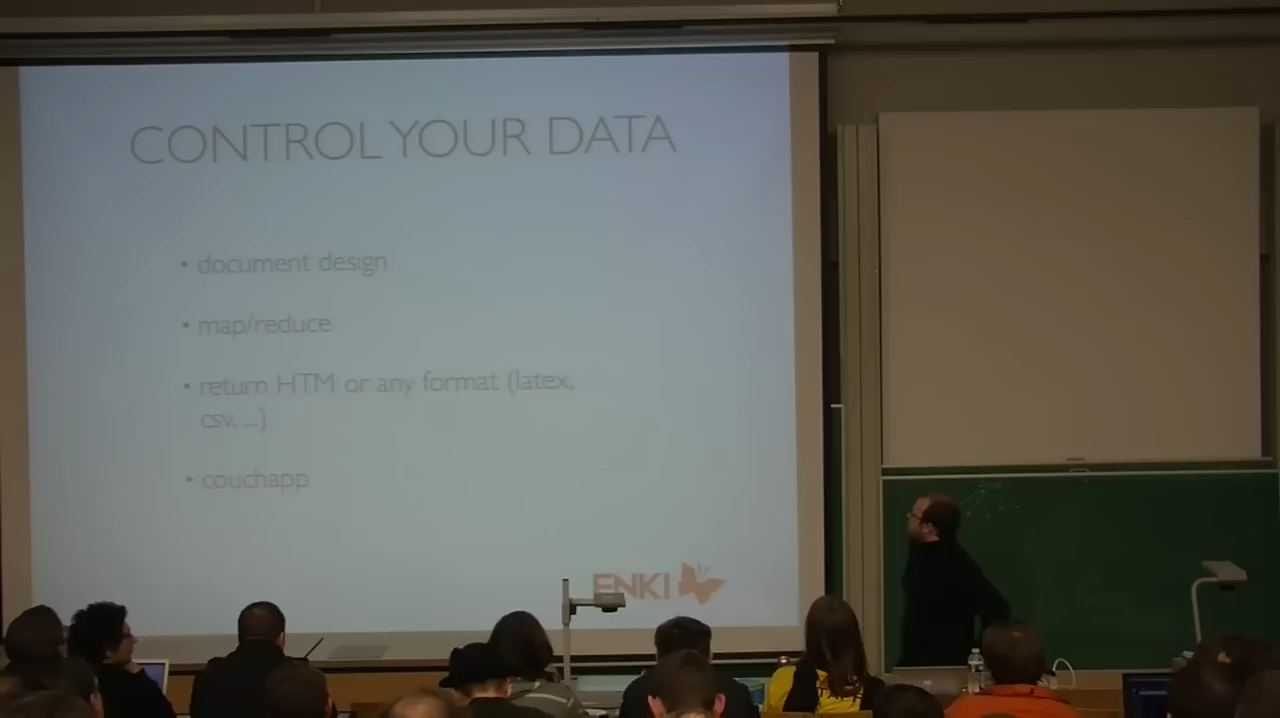 CONTROL YOUR DATA
• document design
• map/reduce
• return HTM or any format (latex,
csv, ...)
• couchapp
ENKI